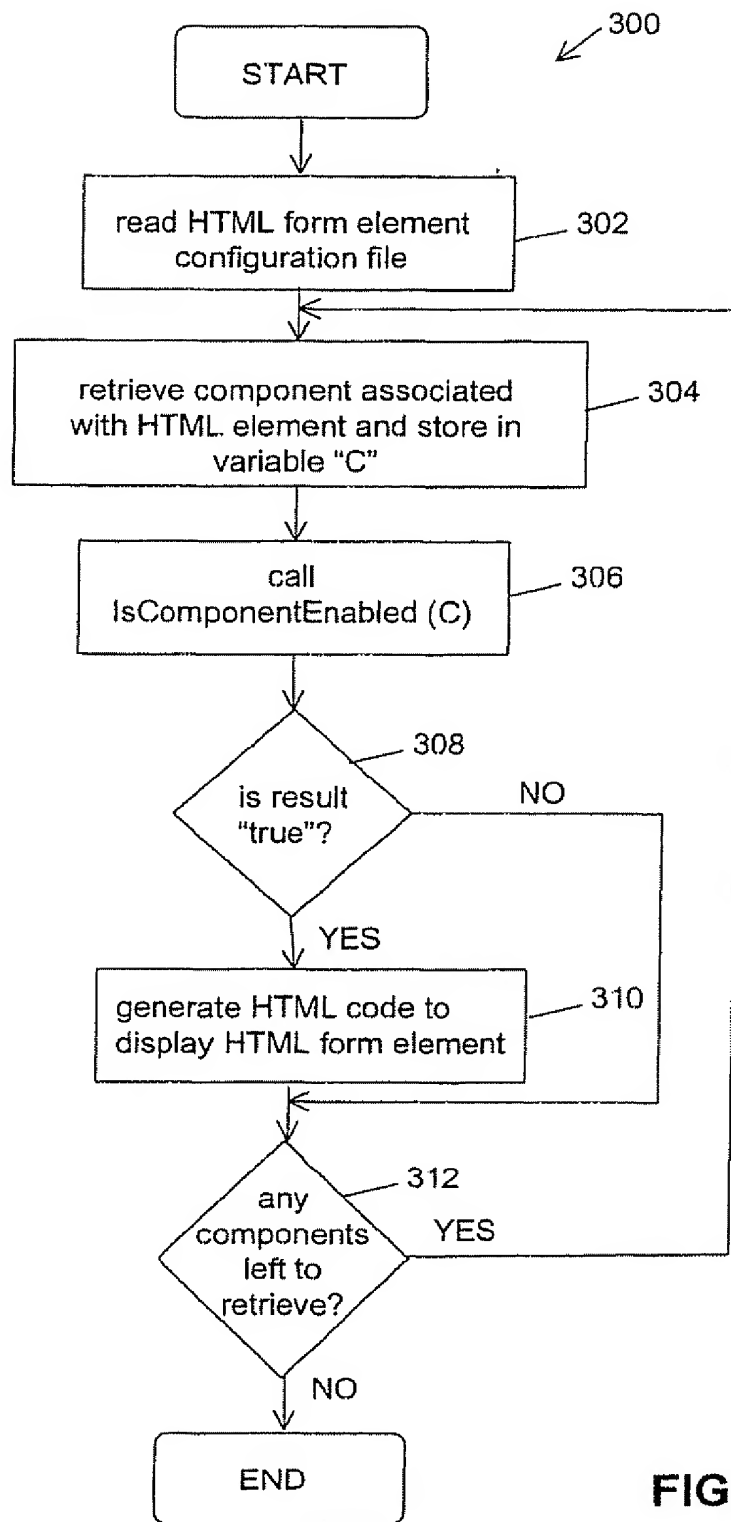 300
START
read HTML form element
configuration file
302
retrieve component associated
with HTML element and store in
variable “C”
304
call
IsComponentEnabled (C)
306
308
is result
“true”?
NO
YES
generate HTML code to
display HTML form element
310
312
any
components
left to
retrieve?
YES
NO
END
FIG